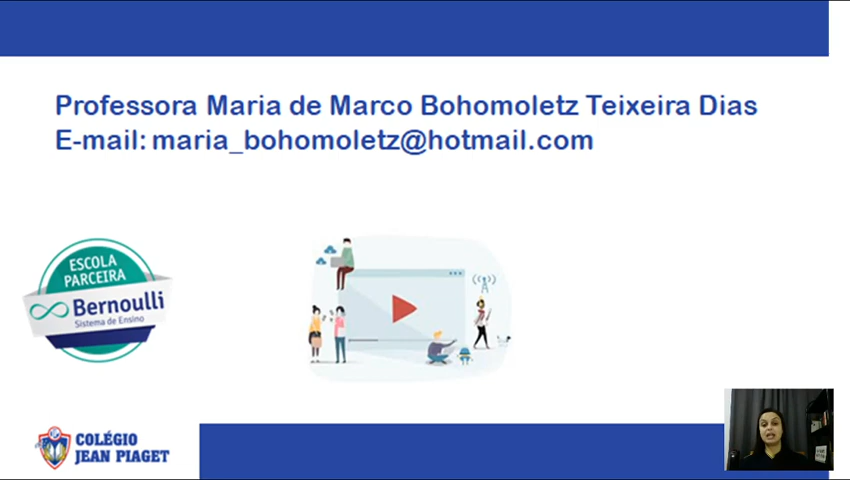 Professora Maria de Marco Bohomoletz Teixeira Dias
E-mail: maria_bohomoletz@hotmail.com
ESCOLA
PARCEIRA
Bernoulli
Sistema de Ensino
COLÉGIO
JEAN PIAGET